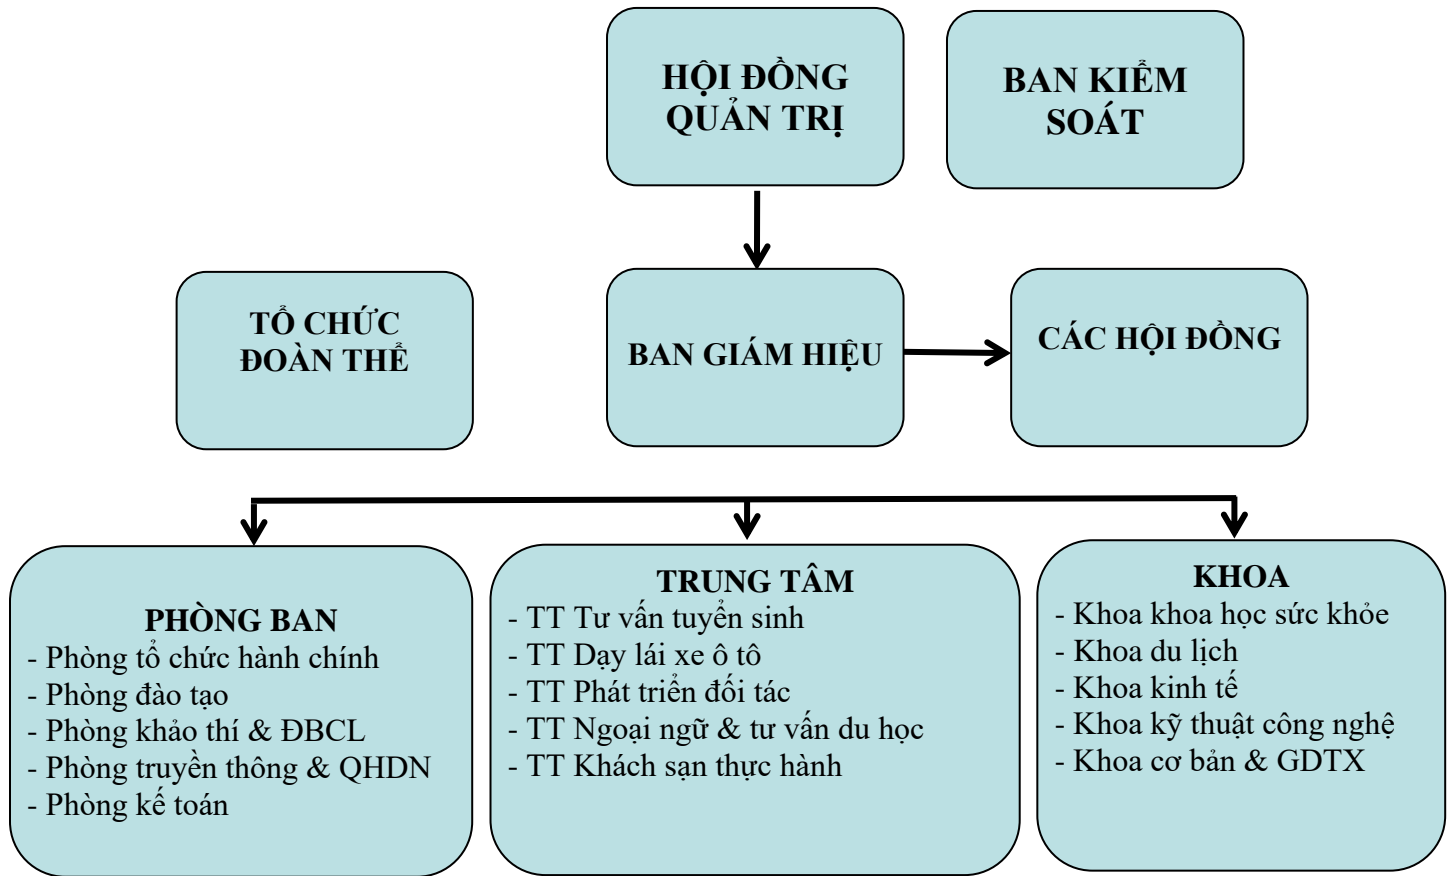 HỘI ĐỒNG
QUẢN TRỊ
BAN KIỂM
SOÁT
TỔ CHỨC
ĐOÀN THỂ
BAN GIÁM HIỆU
CÁC HỘI ĐỒNG
PHÒNG BAN
- Phòng tổ chức hành chính
- Phòng đào tạo
- Phòng khảo thí & ĐBCL
- Phòng truyền thông & QHDN
- Phòng kế toán
TRUNG TÂM
- TT Tư vấn tuyển sinh
- TT Dạy lái xe ô tô
- TT Phát triển đối tác
- TT Ngoại ngữ & tư vấn du học
- TT Khách sạn thực hành
KHOA
- Khoa khoa học sức khỏe
- Khoa du lịch
- Khoa kinh tế
- Khoa kỹ thuật công nghệ
- Khoa cơ bản & GDTX